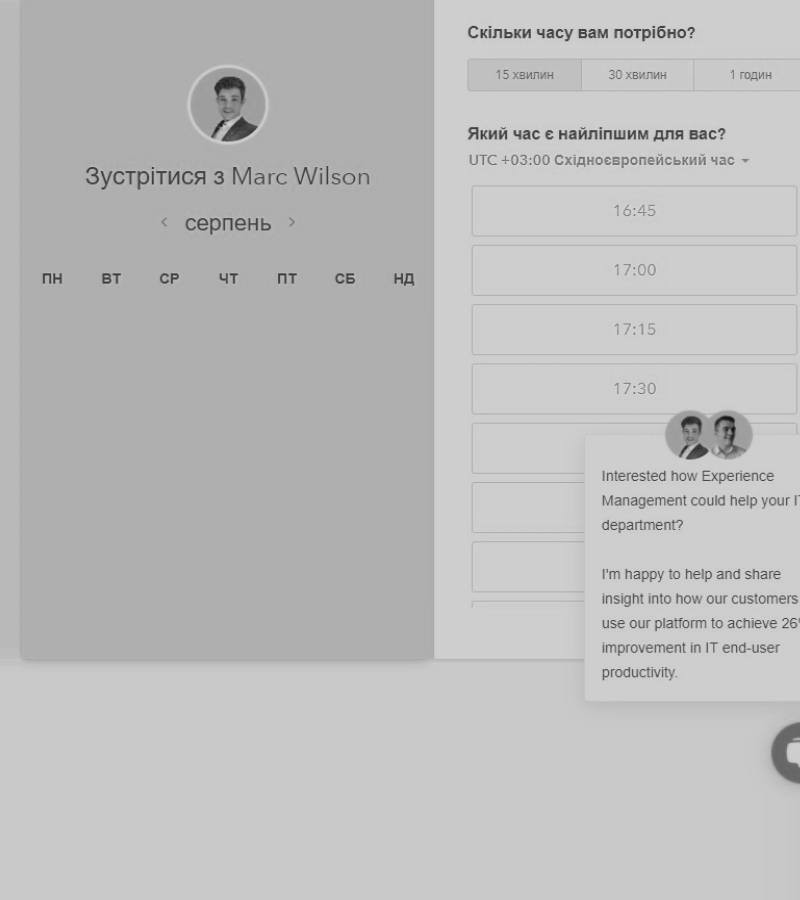 Зустрітися з Marc Wilson
серпень
ПН ВТ СР ЧТ ПТ СБ НД
Скільки часу вам потрібно?
15 хвилин 30 хвилин 1 годин
Який час є найліпшим для вас?
UTC +03:00 Східноєвропейський час
16:45
17:00
17:15
17:30
Interested how Experience
Management could help your IT
department?
I'm happy to help and share
insight into how our customers
use our platform to achieve 26%
improvement in IT end-user
productivity.